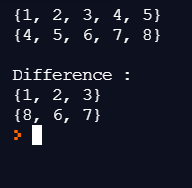 {1, 2, 3, 4, 5}
{4, 5, 6, 7, 8}
Difference :
{1, 2, 3}
{8, 6, 7}
>